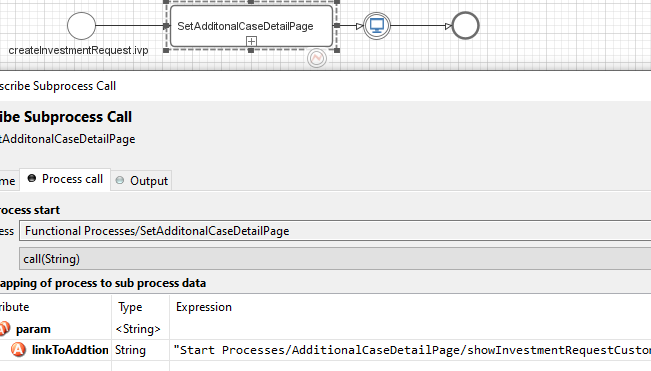 SetAdditonalCaseDetailPage
createInvestmentRequest.ivp
scribe Subprocess Call
ibe Subprocess Call
tAdditonalCaseDetailPage
me Process call Output
rocess start
ess Functional Processes/SetAdditonalCaseDetailPage
call(String)
apping of process to sub process data
ribute Type Expression
param <String>
linkToAddtion String "Start Processes/AdditionalCaseDetailPage/showInvestmentRequestCusto